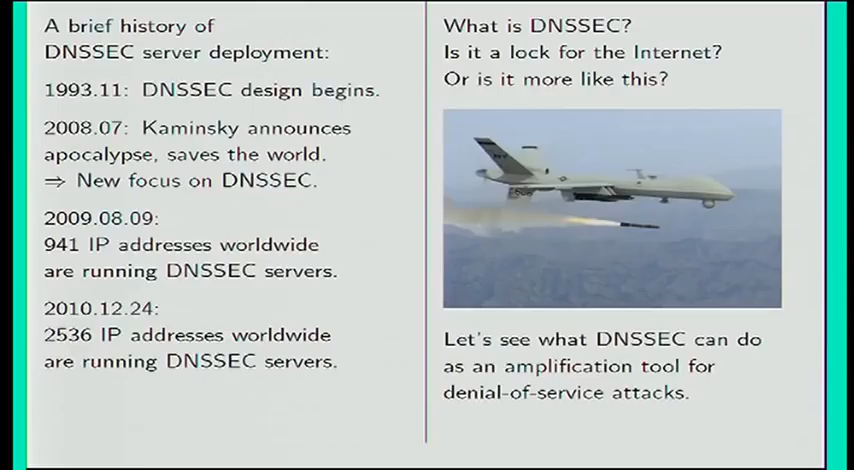 A brief history of
DNSSEC server deployment:
1993.11: DNSSEC design begins.
2008.07: Kaminsky announces
apocalypse, saves the world.
⇒ New focus on DNSSEC.
2009.08.09:
941 IP addresses worldwide
are running DNSSEC servers.
2010.12.24:
2536 IP addresses worldwide
are running DNSSEC servers.
What is DNSSEC?
Is it a lock for the Internet?
Or is it more like this?
Let's see what DNSSEC can do
as an amplification tool for
denial-of-service attacks.